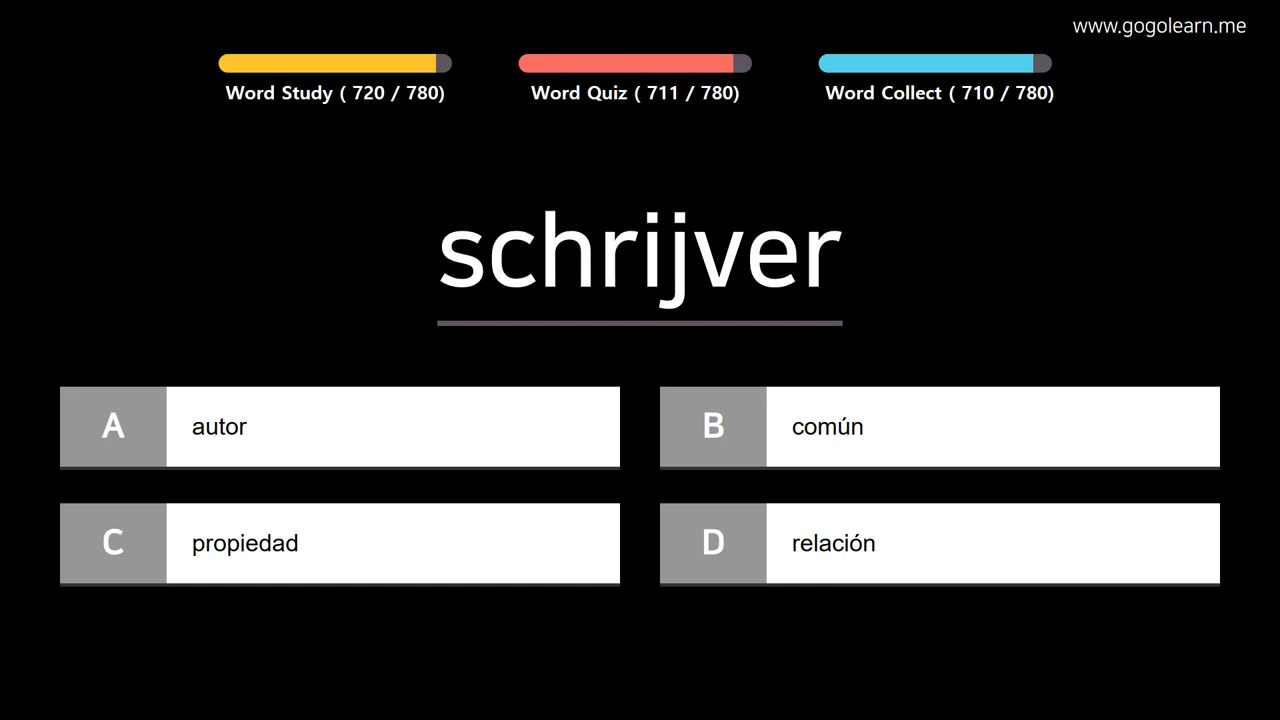 www.gogolearn.me
Word Study ( 720 / 780)
Word Quiz ( 711 / 780)
Word Collect ( 710 / 780)
schrijver
A autor
B común
C propiedad
D relación